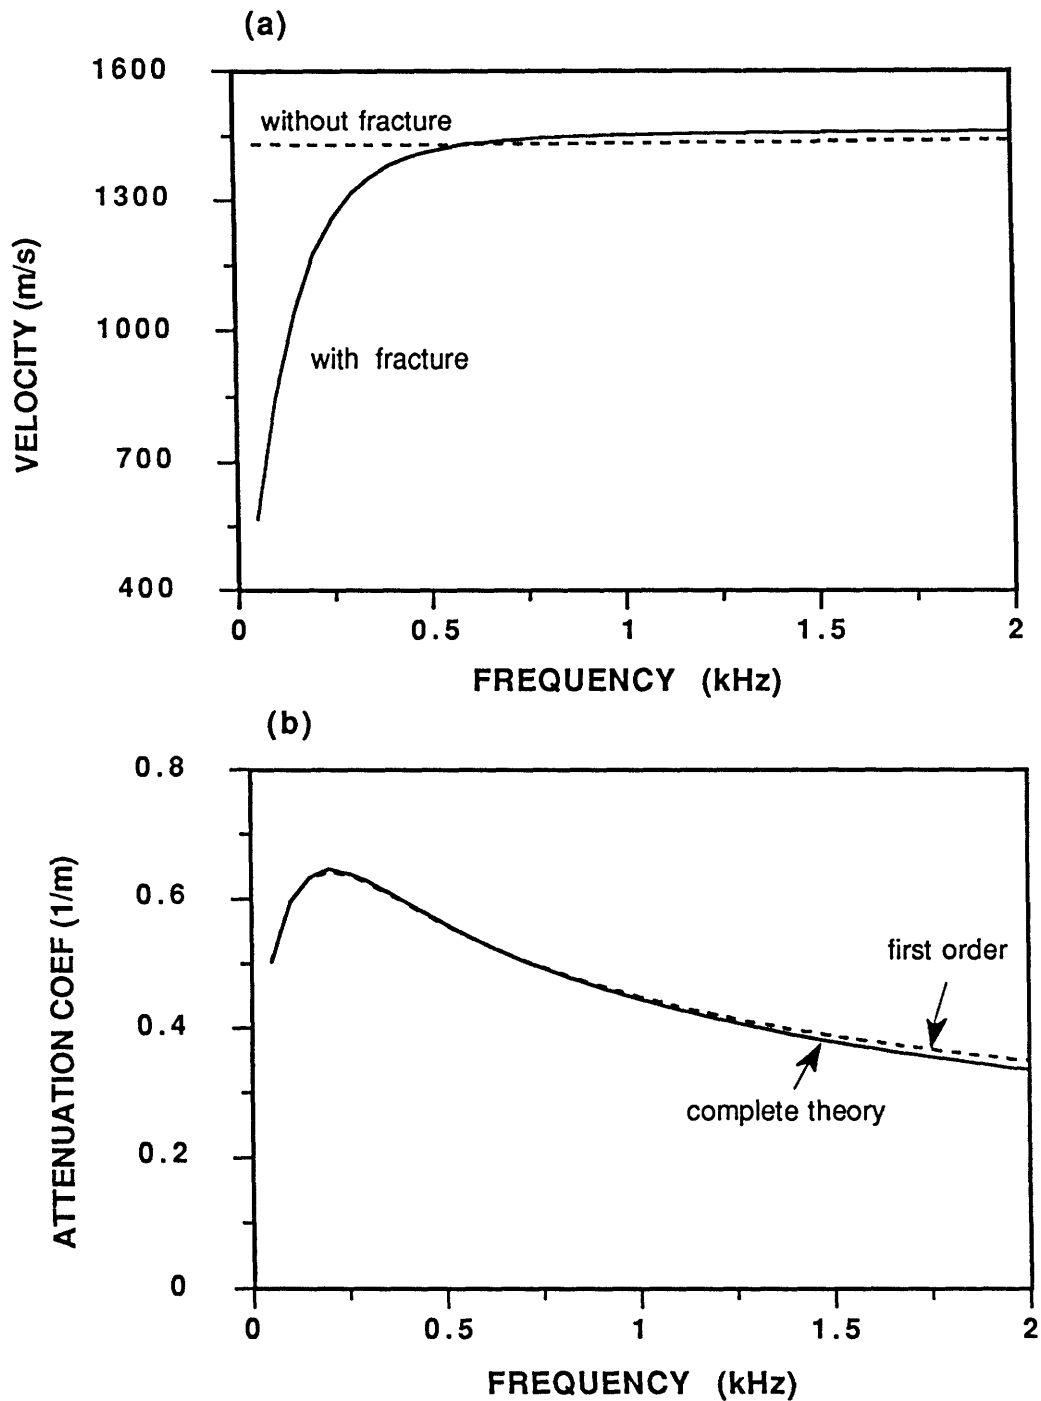 (a)
1600
without fracture
1300
VELOCITY (m/s)
1000
with fracture
700
400
0 0.5 1 1.5 2
FREQUENCY (kHz)
(b)
0.8
0.6
ATTENUATION COEF (1/m)
first order
0.4
complete theory
0.2
0
0 0.5 1 1.5 2
FREQUENCY (kHz)